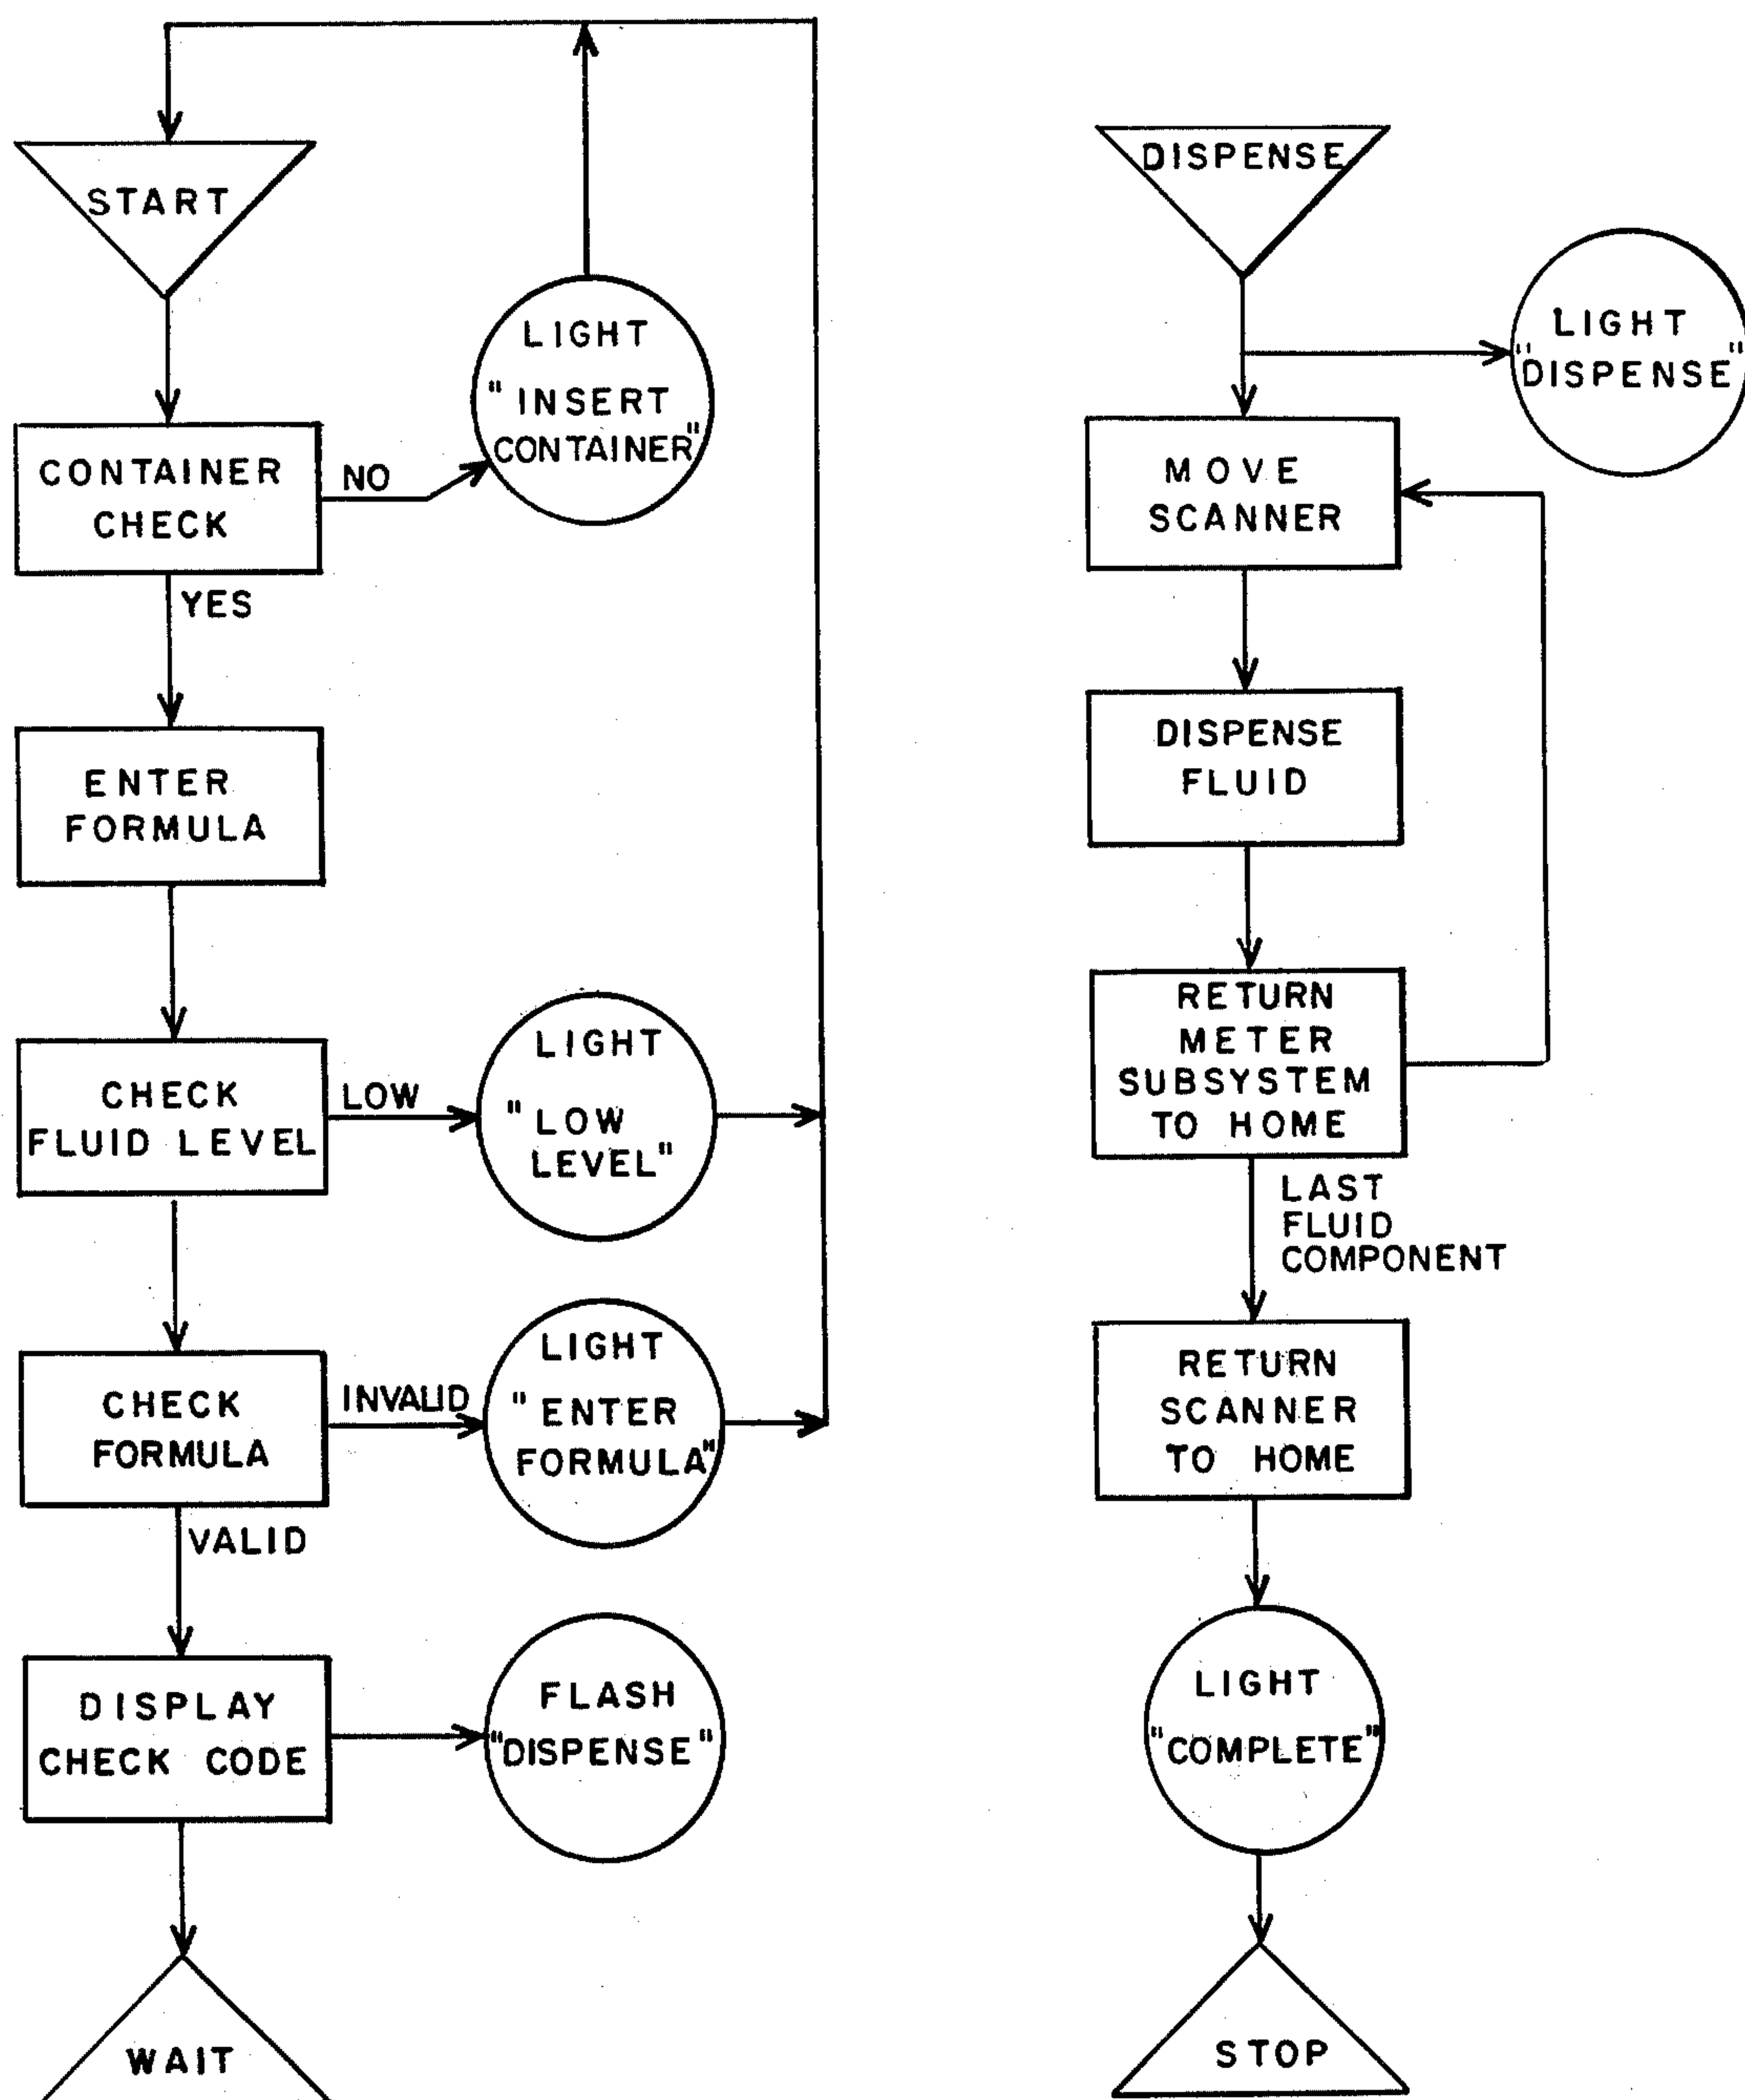 START
CONTAINER
CHECK
NO
LIGHT
" INSERT
CONTAINER"
YES
ENTER
FORMULA
CHECK
FLUID LEVEL
LOW
LIGHT
" LOW
LEVEL"
CHECK
FORMULA
INVALID
LIGHT
" ENTER
FORMULA"
VALID
DISPLAY
CHECK CODE
FLASH
"DISPENSE"
WAIT
DISPENSE
LIGHT
"DISPENSE"
MOVE
SCANNER
DISPENSE
FLUID
RETURN
METER
SUBSYSTEM
TO HOME
LAST
FLUID
COMPONENT
RETURN
SCANNER
TO HOME
LIGHT
"COMPLETE"
STOP